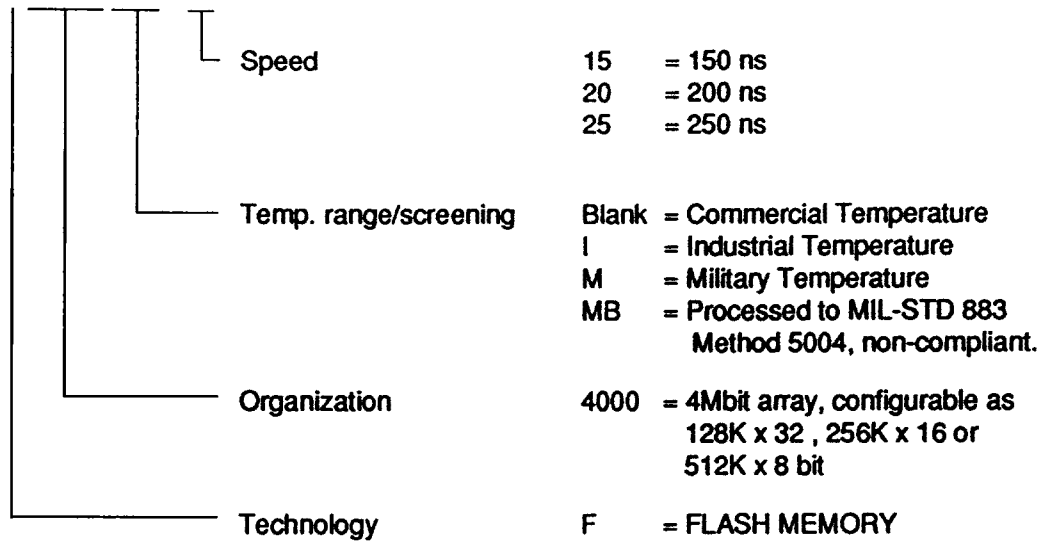 Speed 15 = 150 ns
20 = 200 ns
25 = 250 ns
Temp. range/screening Blank = Commercial Temperature
I = Industrial Temperature
M = Military Temperature
MB = Processed to MIL-STD 883
Method 5004, non-compliant.
Organization 4000 = 4Mbit array, configurable as
128K x 32 , 256K x 16 or
512K x 8 bit
Technology F = FLASH MEMORY